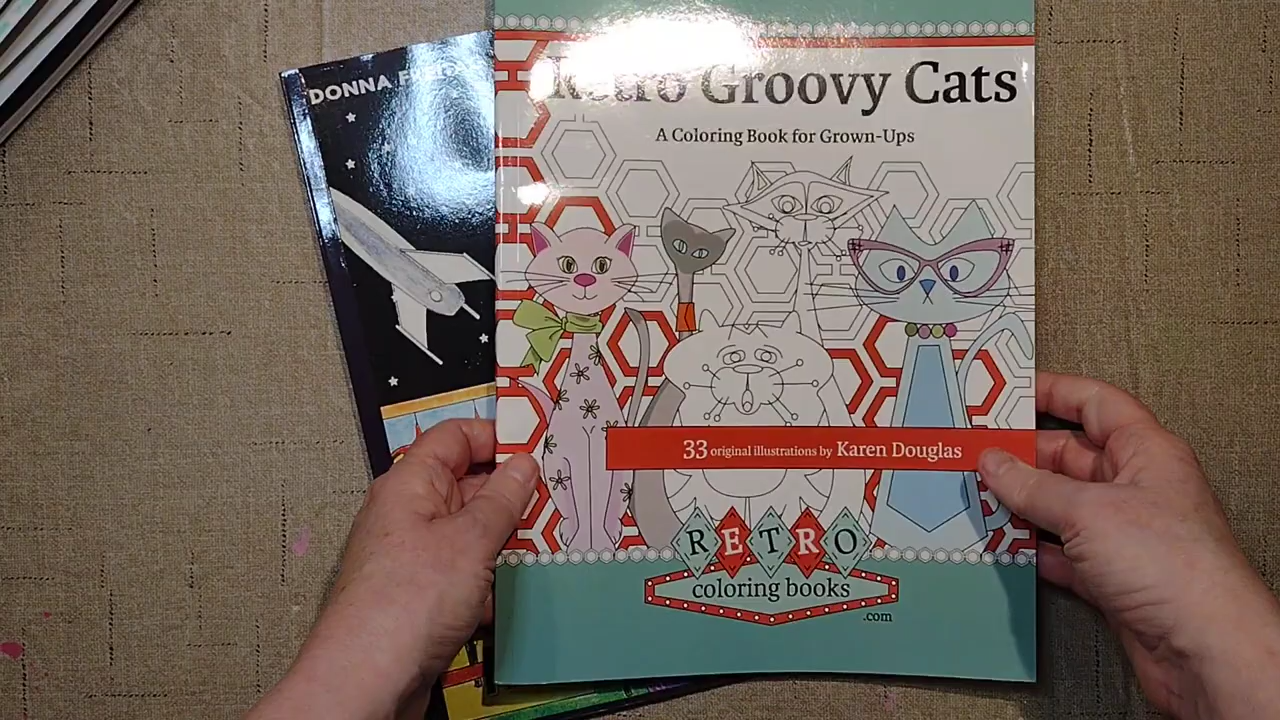 DONNA
Retro Groovy Cats
A Coloring Book for Grown-Ups
33 original illustrations by Karen Douglas
RETRO
coloring books
.com